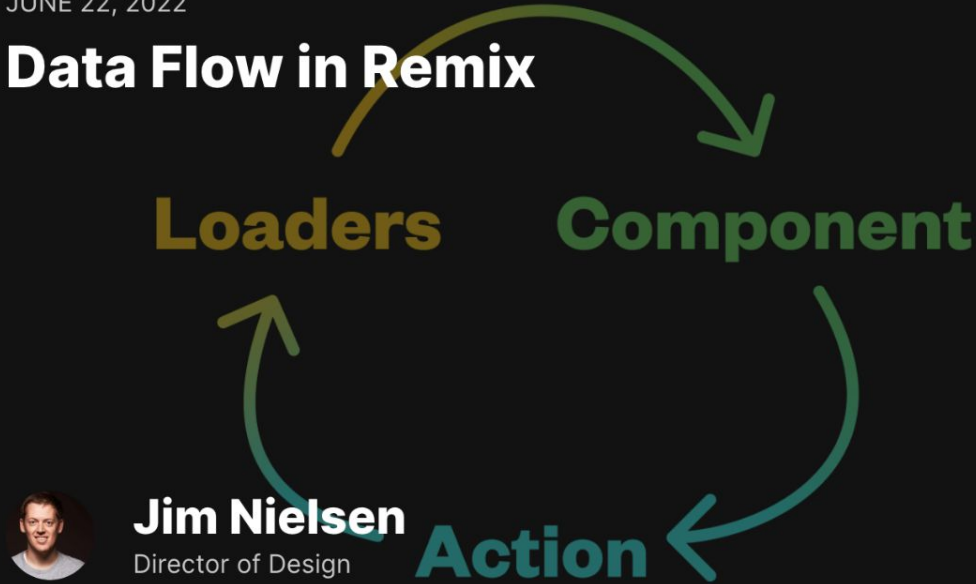 JUNE 22, 2022
Data Flow in Remix
Loaders
Component
Jim Nielsen
Director of Design
Action